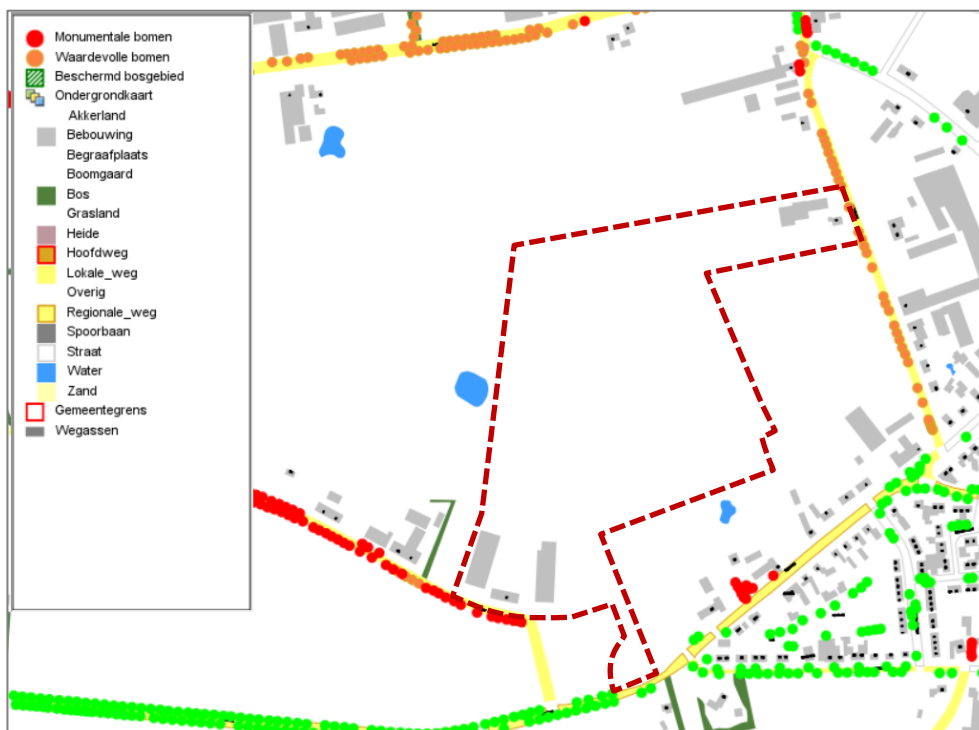 Monumentale bomen
Waardevolle bomen
Beschermd bosgebied
Ondergrondkaart
Akkerland
Bebouwing
Begraafplaats
Boomgaard
Bos
Grasland
Heide
Hoofdweg
Lokale_weg
Overig
Regionale_weg
Spoorbaan
Straat
Water
Zand
Gemeentegrens
Wegassen